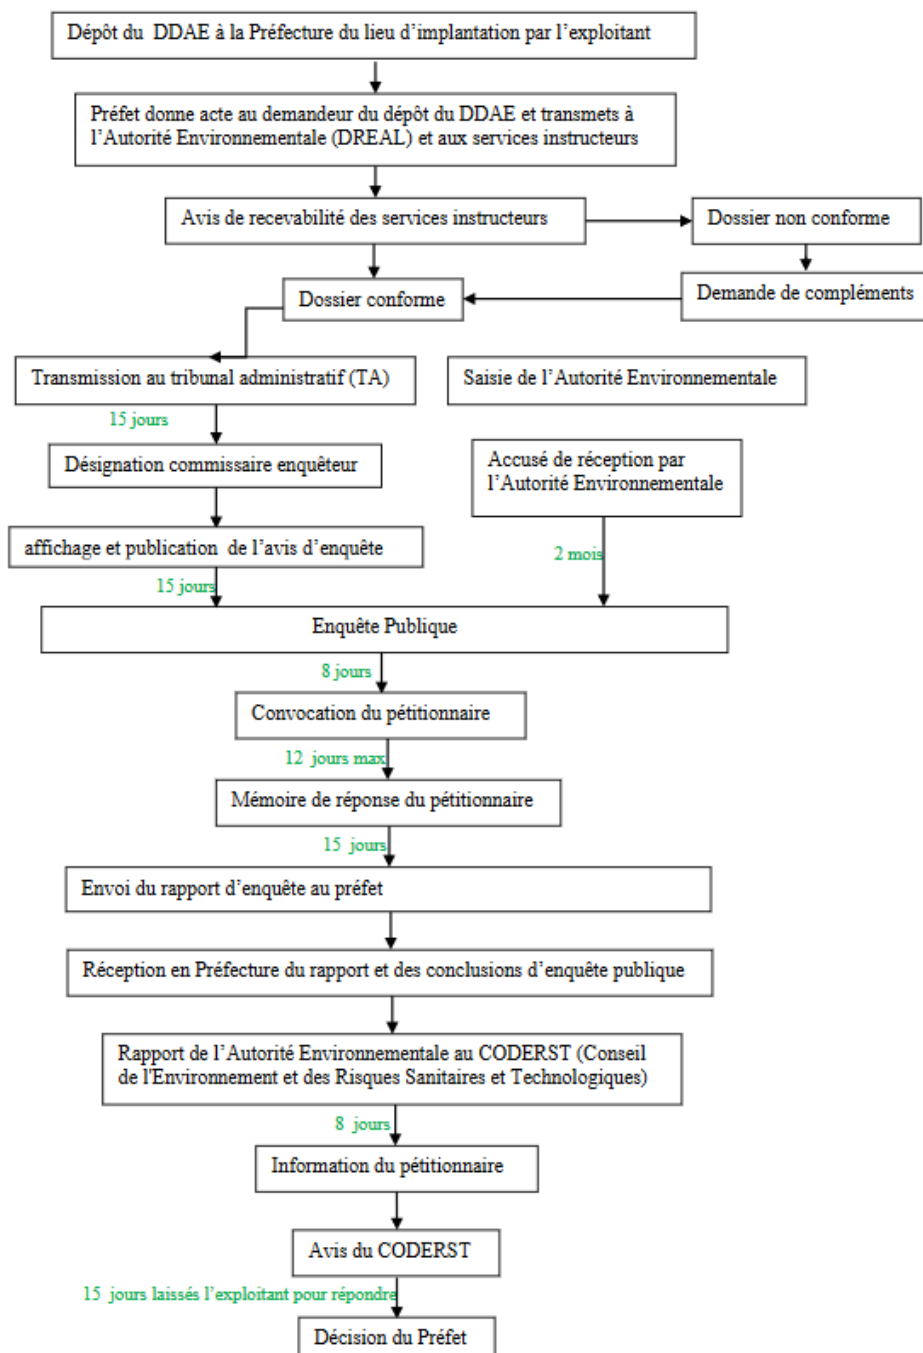 Dépôt du DDAE à la Préfecture du lieu d'implantation par l'exploitant
Préfet donne acte au demandeur du dépôt du DDAE et transmets à
l'Autorité Environnementale (DREAL) et aux services instructeurs
Avis de recevabilité des services instructeurs
Dossier non conforme
Dossier conforme
Demande de compléments
Transmission au tribunal administratif (TA)
Saisie de l'Autorité Environnementale
15 jours
Désignation commissaire enquêteur
Accusé de réception par
l'Autorité Environnementale
affichage et publication de l'avis d'enquête
2 mois
15 jours
Enquête Publique
8 jours
Convocation du pétitionnaire
12 jours max
Mémoire de réponse du pétitionnaire
15 jours
Envoi du rapport d'enquête au préfet
Réception en Préfecture du rapport et des conclusions d'enquête publique
Rapport de l'Autorité Environnementale au CODERST (Conseil
de l'Environnement et des Risques Sanitaires et Technologiques)
8 jours
Information du pétitionnaire
Avis du CODERST
15 jours laissés l'exploitant pour répondre
Décision du Préfet